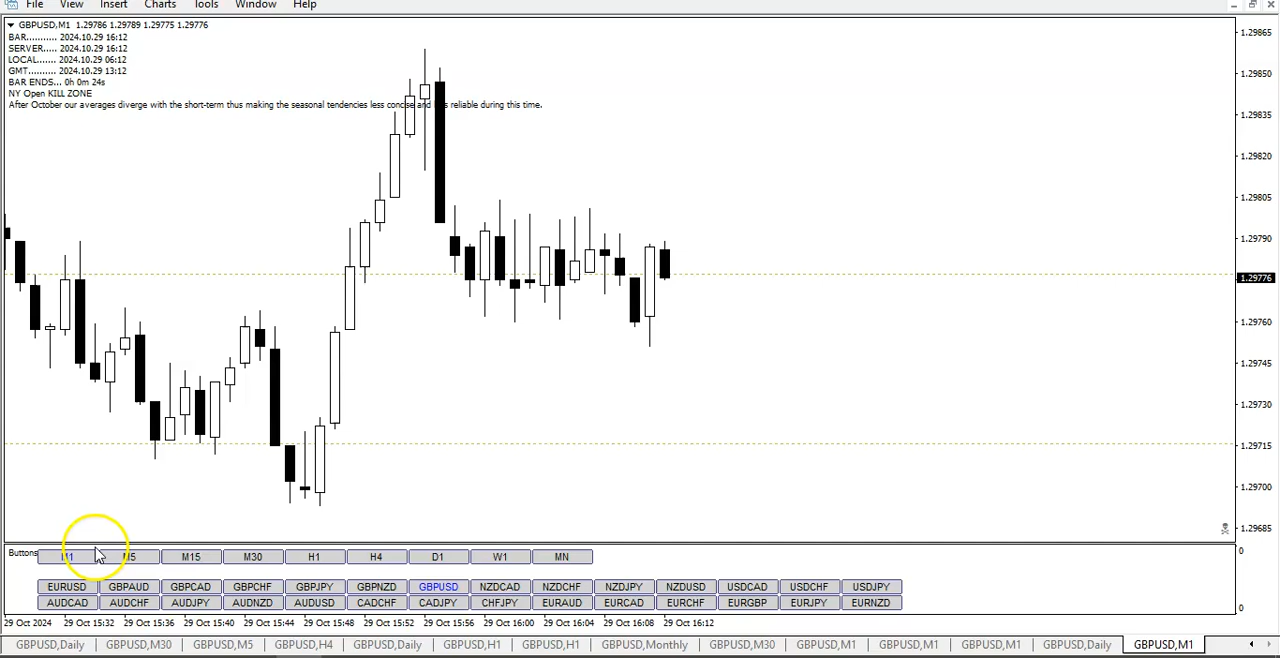 File View Insert Charts Tools Window Help
GBPUSD,M1 1.29786 1.29789 1.29775 1.29776
BAR........... 2024.10.29 16:12
SERVER..... 2024.10.29 16:12
LOCAL....... 2024.10.29 06:12
GMT.......... 2024.10.29 13:12
BAR ENDS... 0h 0m 24s
NY Open KILL ZONE
After October our averages diverge with the short-term thus making the seasonal tendencies less concise and less reliable during this time.
1.29865
1.29850
1.29835
1.29820
1.29805
1.29790
1.29776
1.29760
1.29745
1.29730
1.29715
1.29700
1.29685
Buttons M1 M5 M15 M30 H1 H4 D1 W1 MN
0
EURUSD GBPAUD GBPCAD GBPCHF GBPJPY GBPNZD GBPUSD NZDCAD NZDCHF NZDJPY NZDUSD USDCAD USDCHF USDJPY
AUDCAD AUDCHF AUDJPY AUDNZD AUDUSD CADCHF CADJPY CHFJPY EURAUD EURCAD EURCHF EURGBP EURJPY EURNZD
0
29 Oct 2024 29 Oct 15:32 29 Oct 15:36 29 Oct 15:40 29 Oct 15:44 29 Oct 15:48 29 Oct 15:52 29 Oct 15:56 29 Oct 16:00 29 Oct 16:04 29 Oct 16:08 29 Oct 16:12
GBPUSD,Daily GBPUSD,M30 GBPUSD,M5 GBPUSD,H4 GBPUSD,Daily GBPUSD,H1 GBPUSD,H1 GBPUSD,Monthly GBPUSD,M30 GBPUSD,M1 GBPUSD,M1 GBPUSD,M1 GBPUSD,Daily GBPUSD,M1